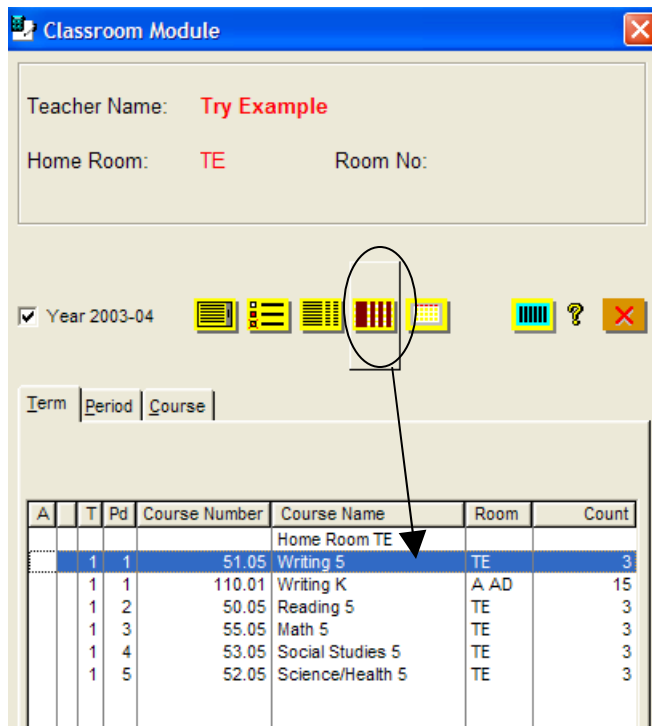 Classroom Module
Teacher Name: Try Example
Home Room: TE Room No:
Year 2003-04 ?
Term Period Course
A T Pd Course Number Course Name Room Count
Home Room TE
1 1 51.05 Writing 5 TE 3
1 1 110.01 Writing K A AD 15
1 2 50.05 Reading 5 TE 3
1 3 55.05 Math 5 TE 3
1 4 53.05 Social Studies 5 TE 3
1 5 52.05 Science/Health 5 TE 3